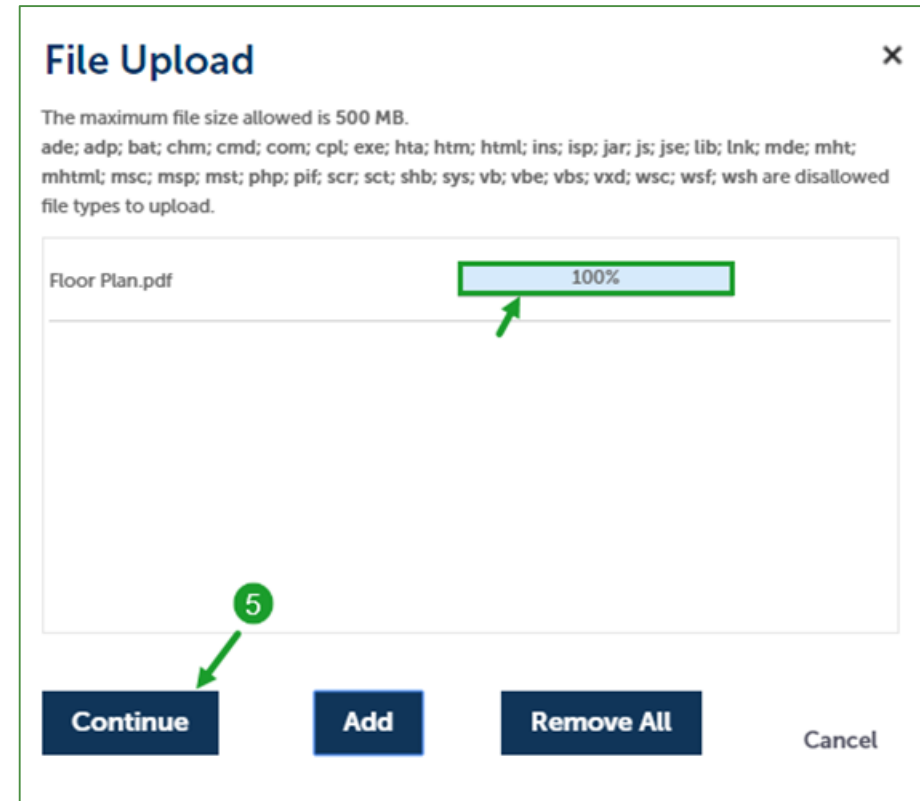 File Upload
×
The maximum file size allowed is 500 MB.
ade; adp; bat; chm; cmd; com; cpl; exe; hta; htm; html; ins; isp; jar; js; jse; lib; lnk; mde; mht;
mhtml; msc; msp; mst; php; pif; scr; sct; shb; sys; vb; vbe; vbs; vxd; wsc; wsf; wsh are disallowed
file types to upload.
Floor Plan.pdf 100%
5
Continue Add Remove All Cancel